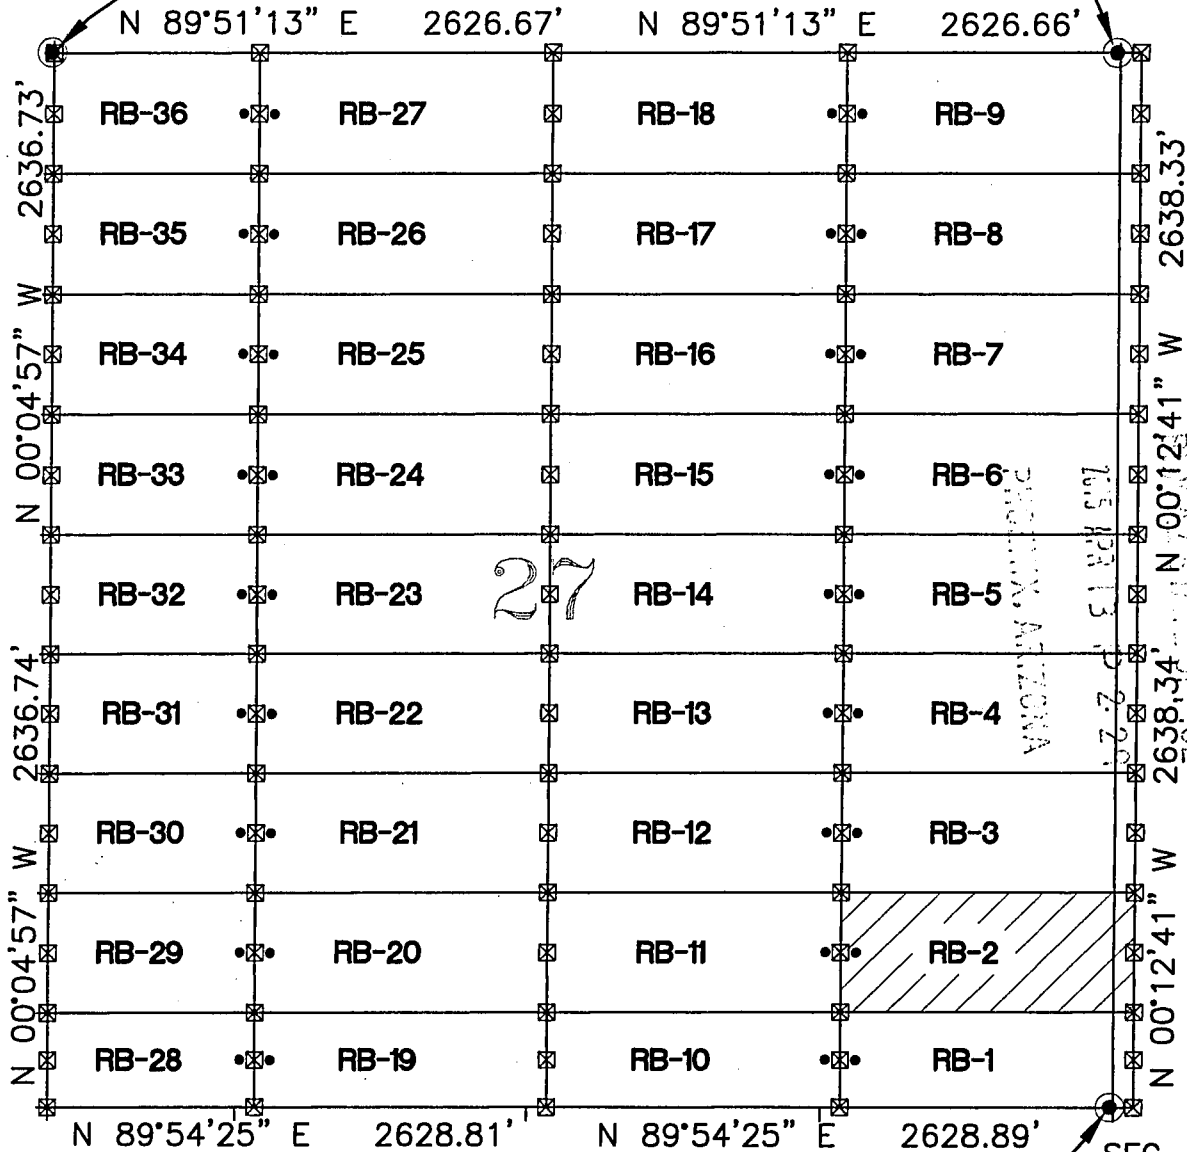 N 89°51'13" E 2626.67' N 89°51'13" E 2626.66'
2636.73'
N 00°04'57" W
2636.74'
N 00°04'57" W
2638.33'
N 00°12'41" W
2638.34'
N 00°12'41" W
RB-36 RB-27 RB-18 RB-9
RB-35 RB-26 RB-17 RB-8
RB-34 RB-25 RB-16 RB-7
RB-33 RB-24 RB-15 RB-6
RB-32 RB-23 27 RB-14 RB-5
RB-31 RB-22 RB-13 RB-4
RB-30 RB-21 RB-12 RB-3
RB-29 RB-20 RB-11 RB-2
RB-28 RB-19 RB-10 RB-1
ARIZONA
N 89°54'25" E 2628.81' N 89°54'25" E 2628.89'
SEC